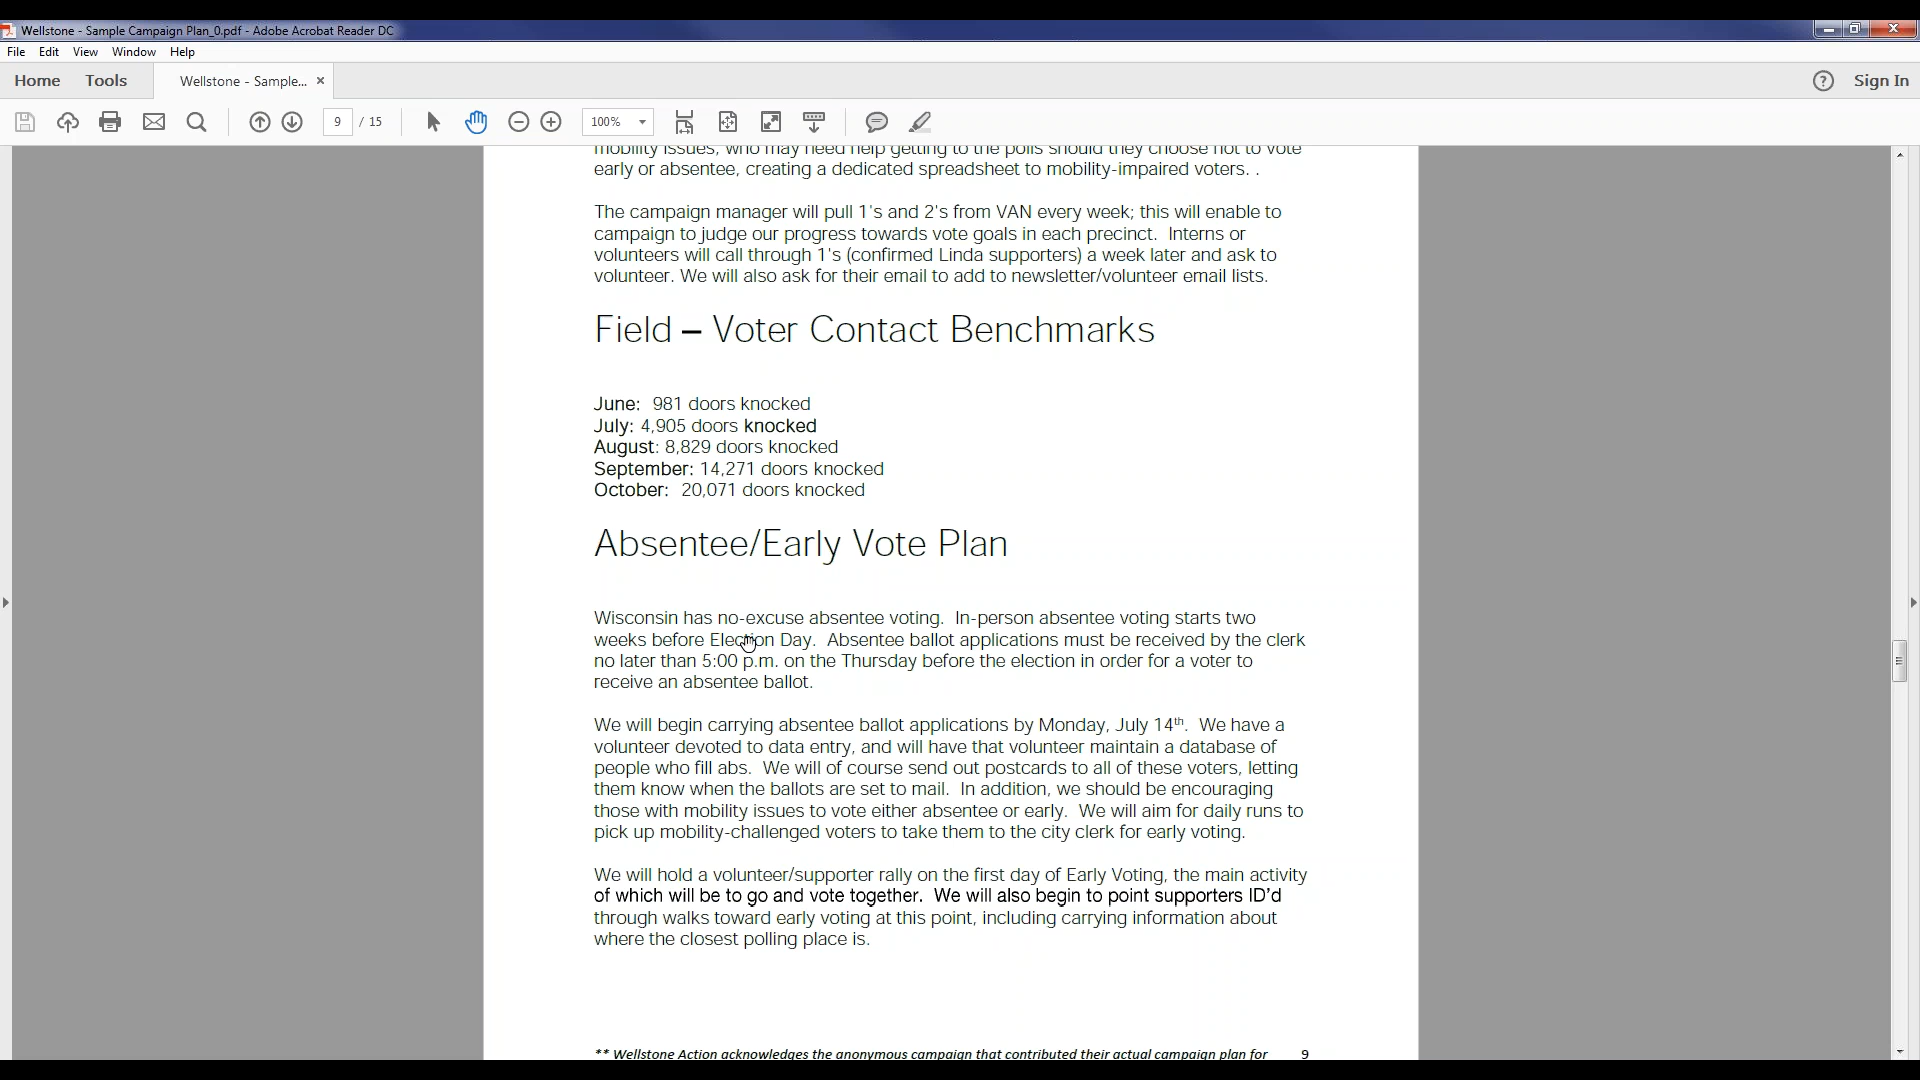 Wellstone - Sample Campaign Plan_0.pdf - Adobe Acrobat Reader DC
File Edit View Window Help
Home Tools Wellstone - Sample... × ? Sign In
9 / 15 100%
mobility issues, who may need help getting to the polls should they choose not to vote
early or absentee, creating a dedicated spreadsheet to mobility-impaired voters. .
The campaign manager will pull 1's and 2's from VAN every week; this will enable to
campaign to judge our progress towards vote goals in each precinct. Interns or
volunteers will call through 1's (confirmed Linda supporters) a week later and ask to
volunteer. We will also ask for their email to add to newsletter/volunteer email lists.
Field – Voter Contact Benchmarks
June: 981 doors knocked
July: 4,905 doors knocked
August: 8,829 doors knocked
September: 14,271 doors knocked
October: 20,071 doors knocked
Absentee/Early Vote Plan
Wisconsin has no-excuse absentee voting. In-person absentee voting starts two
weeks before Election Day. Absentee ballot applications must be received by the clerk
no later than 5:00 p.m. on the Thursday before the election in order for a voter to
receive an absentee ballot.
We will begin carrying absentee ballot applications by Monday, July 14th. We have a
volunteer devoted to data entry, and will have that volunteer maintain a database of
people who fill abs. We will of course send out postcards to all of these voters, letting
them know when the ballots are set to mail. In addition, we should be encouraging
those with mobility issues to vote either absentee or early. We will aim for daily runs to
pick up mobility-challenged voters to take them to the city clerk for early voting.
We will hold a volunteer/supporter rally on the first day of Early Voting, the main activity
of which will be to go and vote together. We will also begin to point supporters ID'd
through walks toward early voting at this point, including carrying information about
where the closest polling place is.
** Wellstone Action acknowledges the anonymous campaign that contributed their actual campaign plan for 9